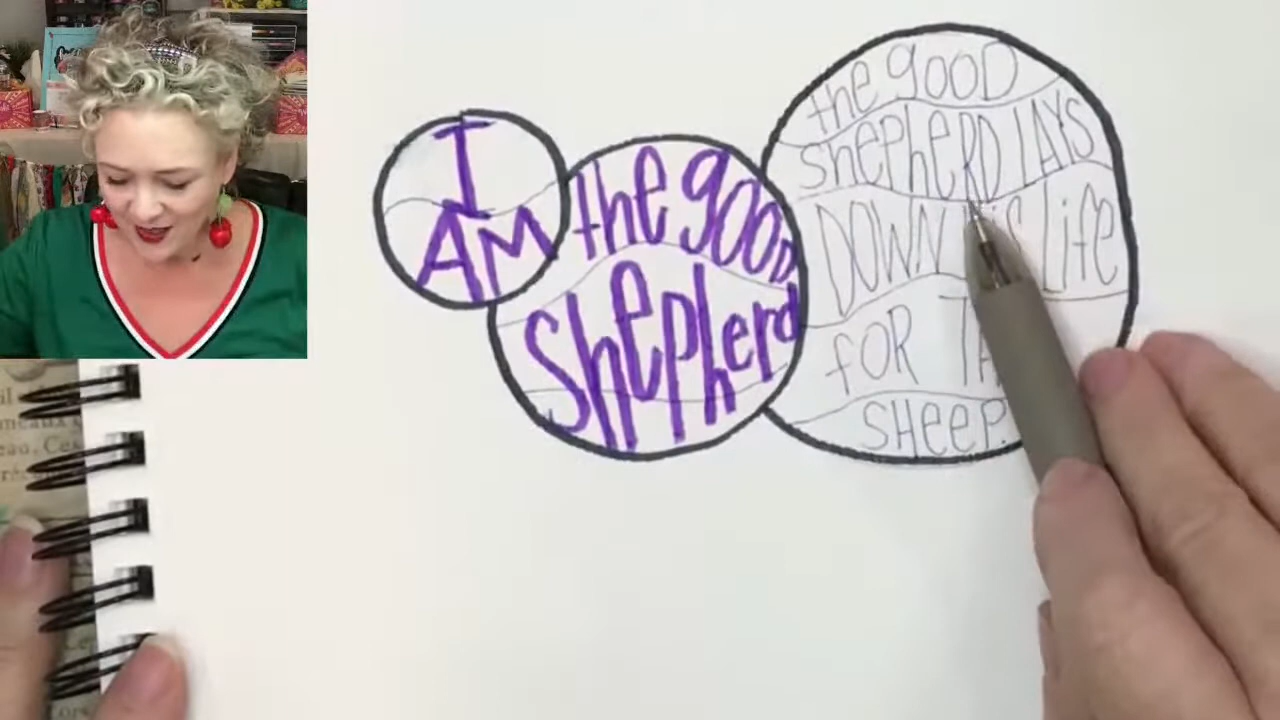 I
AM
the good
shepherd
the good
shepherd lays
DOWN life
for
SHEEP.